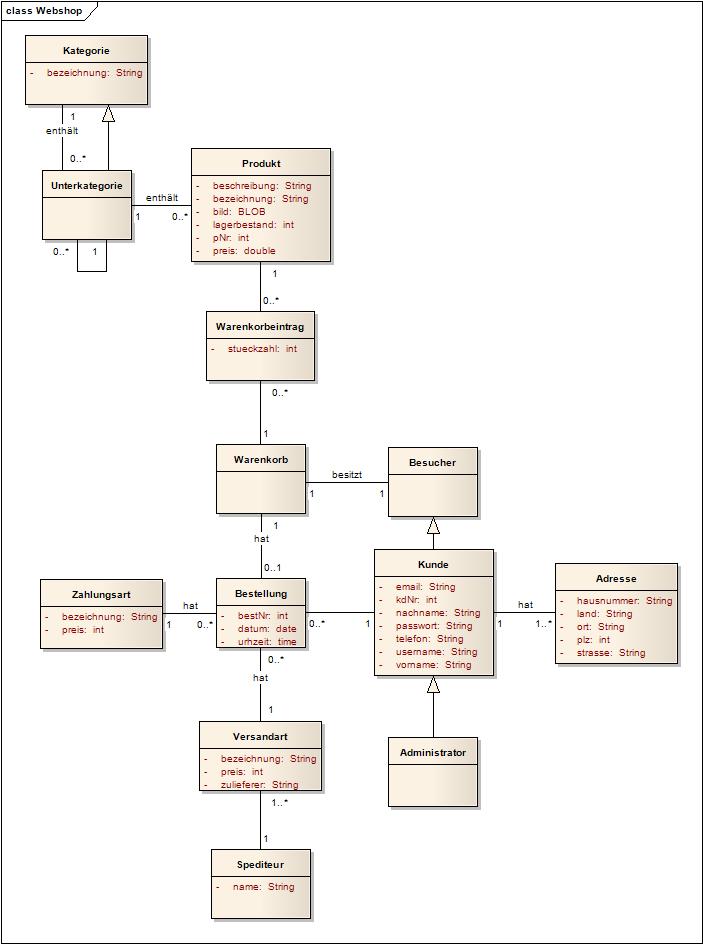 class Webshop
Kategorie
- bezeichnung: String
1
enthält
0..*
Unterkategorie
0..*
1
enthält
1
0..*
Produkt
- beschreibung: String
- bezeichnung: String
- bild: BLOB
- lagerbestand: int
- pNr: int
- preis: double
1
0..*
Warenkorbeintrag
- stueckzahl: int
0..*
1
Warenkorb
besitzt
1
1
Besucher
1
hat
0..1
Zahlungsart
- bezeichnung: String
- preis: int
hat
1
0..*
Bestellung
- bestNr: int
- datum: date
- urhzeit: time
0..*
1
Kunde
- email: String
- kdNr: int
- nachname: String
- passwort: String
- telefon: String
- username: String
- vorname: String
hat
1
1..*
Adresse
- hausnummer: String
- land: String
- ort: String
- plz: int
- strasse: String
0..*
hat
1
Versandart
- bezeichnung: String
- preis: int
- zulieferer: String
Administrator
1..*
1
Spediteur
- name: String